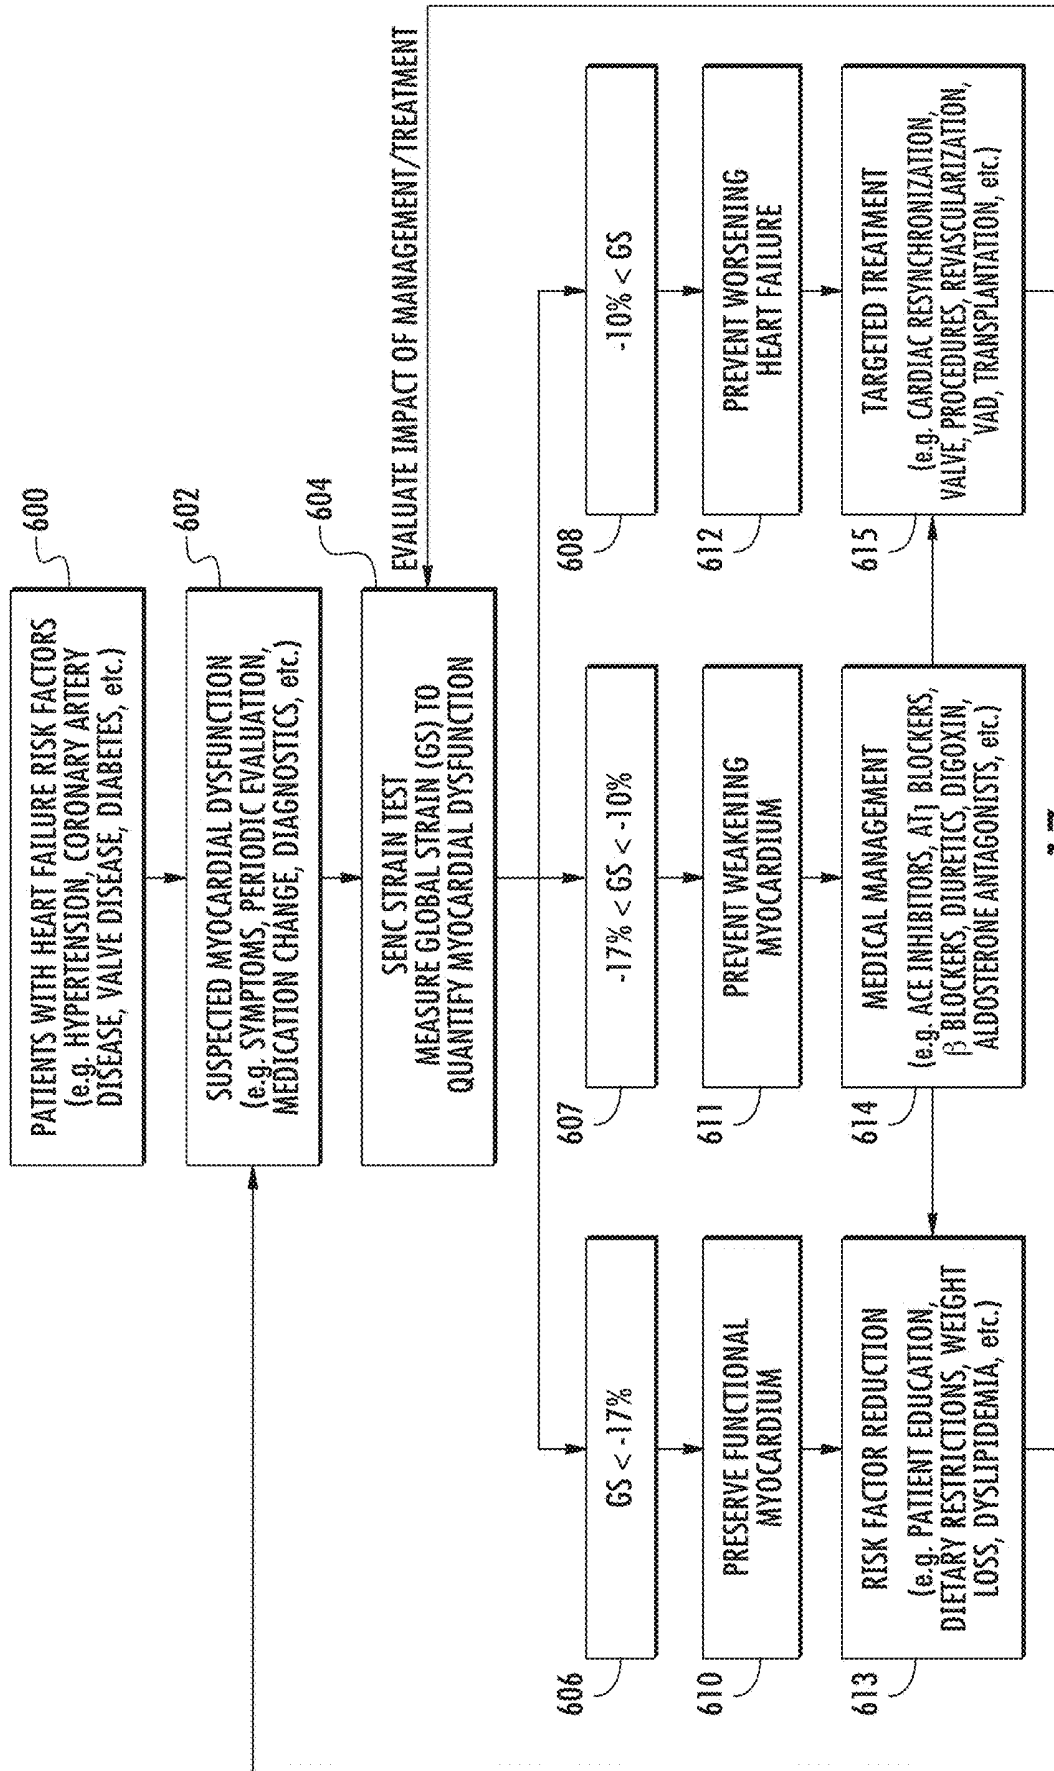 600
PATIENTS WITH HEART FAILURE RISK FACTORS
(e.g. HYPERTENSION, CORONARY ARTERY
DISEASE, VALVE DISEASE, DIABETES, etc.)
602
SUSPECTED MYOCARDIAL DYSFUNCTION
(e.g. SYMPTOMS, PERIODIC EVALUATION,
MEDICATION CHANGE, DIAGNOSTICS, etc.)
604
SENC STRAIN TEST
MEASURE GLOBAL STRAIN (GS) TO
QUANTIFY MYOCARDIAL DYSFUNCTION
EVALUATE IMPACT OF MANAGEMENT/TREATMENT
606
GS < -17%
607
-17% < GS < -10%
608
-10% < GS
610
PRESERVE FUNCTIONAL
MYOCARDIUM
611
PREVENT WEAKENING
MYOCARDIUM
612
PREVENT WORSENING
HEART FAILURE
613
RISK FACTOR REDUCTION
(e.g. PATIENT EDUCATION,
DIETARY RESTRICTIONS, WEIGHT
LOSS, DYSLIPIDEMIA, etc.)
614
MEDICAL MANAGEMENT
(e.g. ACE INHIBITORS, AT1 BLOCKERS,
β BLOCKERS, DIURETICS, DIGOXIN,
ALDOSTERONE ANTAGONISTS, etc.)
615
TARGETED TREATMENT
(e.g. CARDIAC RESYNCHRONIZATION,
VALVE, PROCEDURES, REVASCULARIZATION,
VAD, TRANSPLANTATION, etc.)